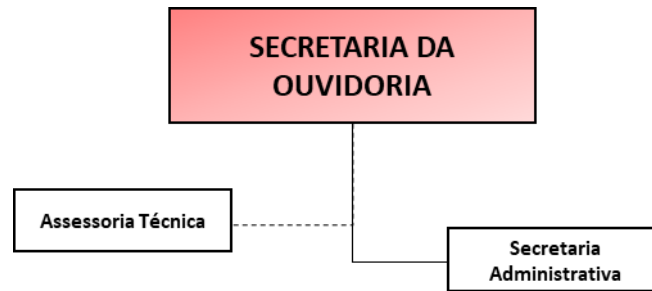 SECRETARIA DA
OUVIDORIA
Assessoria Técnica
Secretaria
Administrativa